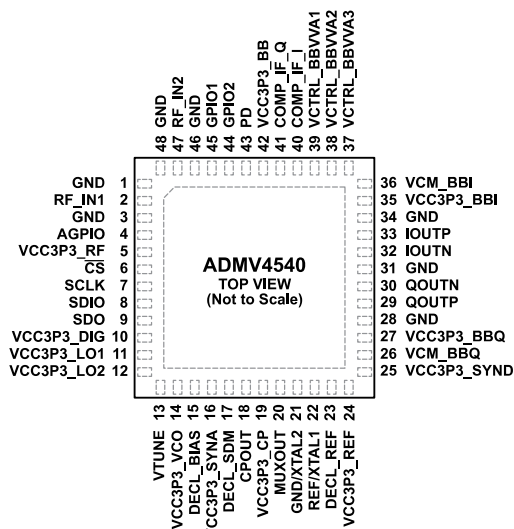 48 GND
47 RF_IN2
46 GND
45 GPIO1
44 GPIO2
43 PD
42 VCC3P3_BB
41 COMP_IF_Q
40 COMP_IF_I
39 VCTRL_BBVVA1
38 VCTRL_BBVVA2
37 VCTRL_BBVVA3
GND 1
RF_IN1 2
GND 3
AGPIO 4
VCC3P3_RF 5
CS 6
SCLK 7
SDIO 8
SDO 9
VCC3P3_DIG 10
VCC3P3_LO1 11
VCC3P3_LO2 12
ADMV4540
TOP VIEW
(Not to Scale)
36 VCM_BBI
35 VCC3P3_BBI
34 GND
33 IOUTP
32 IOUTN
31 GND
30 QOUTN
29 QOUTP
28 GND
27 VCC3P3_BBQ
26 VCM_BBQ
25 VCC3P3_SYND
VTUNE 13
VCC3P3_VCO 14
DECL_BIAS 15
VCC3P3_SYNA 16
DECL_SDM 17
CPOUT 18
VCC3P3_CP 19
MUXOUT 20
GND/XTAL2 21
REF/XTAL1 22
DECL_REF 23
VCC3P3_REF 24